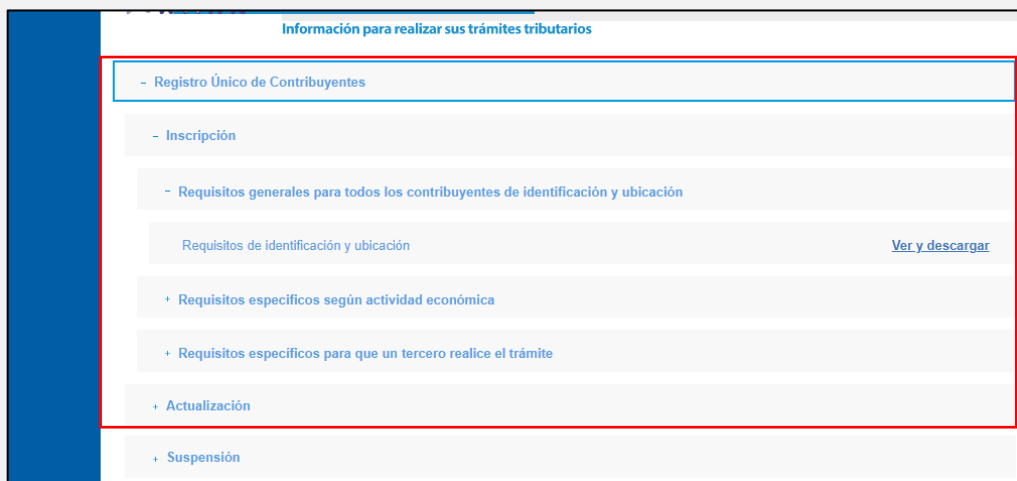 Información para realizar sus trámites tributarios
- Registro Único de Contribuyentes
- Inscripción
- Requisitos generales para todos los contribuyentes de identificación y ubicación
Requisitos de identificación y ubicación Ver y descargar
+ Requisitos específicos según actividad económica
+ Requisitos específicos para que un tercero realice el trámite
+ Actualización
+ Suspensión